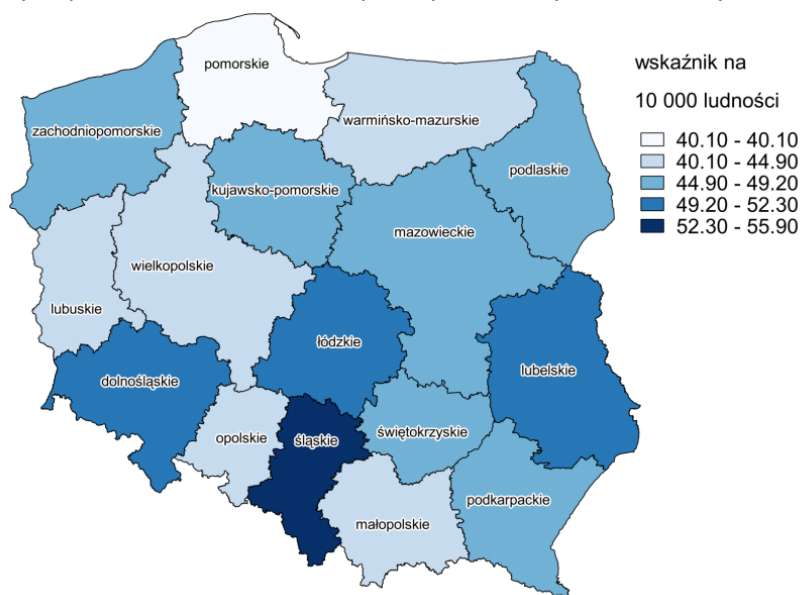 wskaźnik na
10 000 ludności
40.10 - 40.10
40.10 - 44.90
44.90 - 49.20
49.20 - 52.30
52.30 - 55.90
pomorskie
zachodniopomorskie
warmińsko-mazurskie
podlaskie
kujawsko-pomorskie
mazowieckie
wielkopolskie
lubuskie
łódzkie
lubelskie
dolnośląskie
opolskie
śląskie
świętokrzyskie
podkarpackie
małopolskie